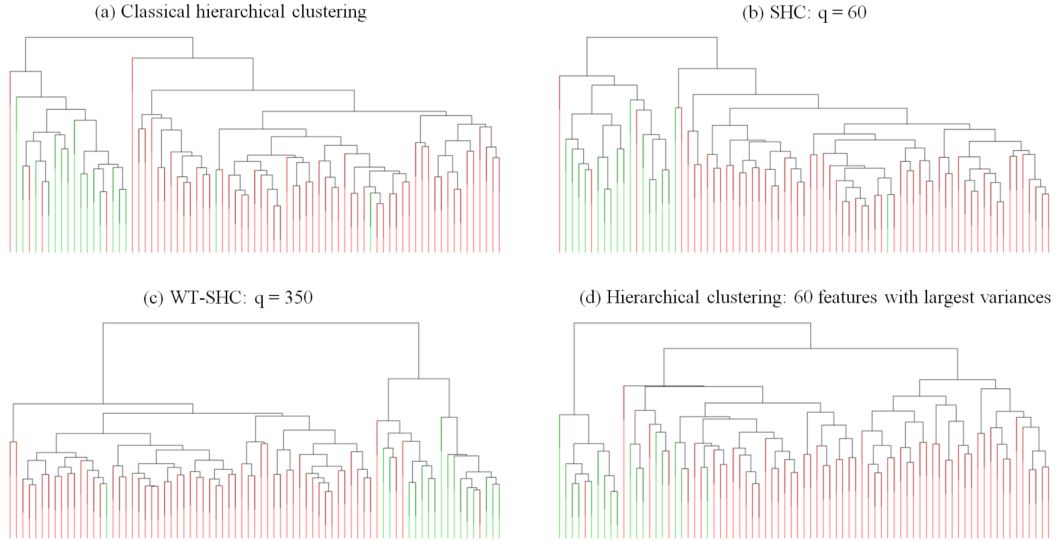 (a) Classical hierarchical clustering
(b) SHC: q = 60
(c) WT-SHC: q = 350
(d) Hierarchical clustering: 60 features with largest variances